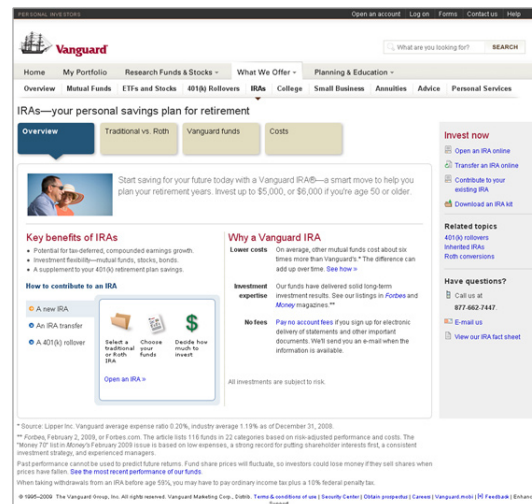 PERSONAL INVESTORS
Open an account | Log on | Forms | Contact us | Help
Vanguard
What are you looking for? SEARCH
Home My Portfolio Research Funds & Stocks What We Offer Planning & Education
Overview Mutual Funds ETFs and Stocks 401(k) Rollovers IRAs College Small Business Annuities Advice Personal Services
IRAs—your personal savings plan for retirement
Overview
Traditional vs. Roth
Vanguard funds
Costs
Start saving for your future today with a Vanguard IRA®—a smart move to help you
plan your retirement years. Invest up to $5,000, or $6,000 if you're age 50 or older.
Key benefits of IRAs
• Potential for tax-deferred, compounded earnings growth.
• Investment flexibility—mutual funds, stocks, bonds.
• A supplement to your 401(k) retirement plan savings.
How to contribute to an IRA
A new IRA
An IRA transfer
A 401(k) rollover
Select a
traditional
or Roth
IRA
Choose
your
funds
Decide how
much to
invest
Open an IRA »
Why a Vanguard IRA
Lower costs
On average, other mutual funds cost about six
times more than Vanguard's.* The difference can
add up over time. See how »
Investment
expertise
Our funds have delivered solid long-term
investment results. See our listings in Forbes and
Money magazines.**
No fees
Pay no account fees if you sign up for electronic
delivery of statements and other important
documents. We'll send you an e-mail when the
information is available.
All investments are subject to risk.
Invest now
Open an IRA online
Transfer an IRA online
Contribute to your
existing IRA
Download an IRA kit
Related topics
401(k) rollovers
Inherited IRAs
Roth conversions
Have questions?
Call us at
877-662-7447.
E-mail us
View our IRA fact sheet
* Source: Lipper Inc. Vanguard average expense ratio 0.20%, industry average 1.19% as of December 31, 2008.
** Forbes, February 2, 2009, or Forbes.com. The article lists 116 funds in 22 categories based on risk-adjusted performance and costs. The
"Money 70" list in Money's February 2009 issue is based on low expenses, a strong record for putting shareholder interests first, a consistent
investment strategy, and experienced managers.
Past performance cannot be used to predict future returns. Fund share prices will fluctuate, so investors could lose money if they sell shares when
prices have fallen. See the most recent performance of our funds.
When taking withdrawals from an IRA before age 59½, you may have to pay ordinary income tax plus a 10% federal penalty tax.
© 1995–2009 The Vanguard Group, Inc. All rights reserved. Vanguard Marketing Corp., Distrib. Terms & conditions of use | Security Center | Obtain prospectus | Careers | Vanguard.mobi | [+] Feedback | Enhanced
Support